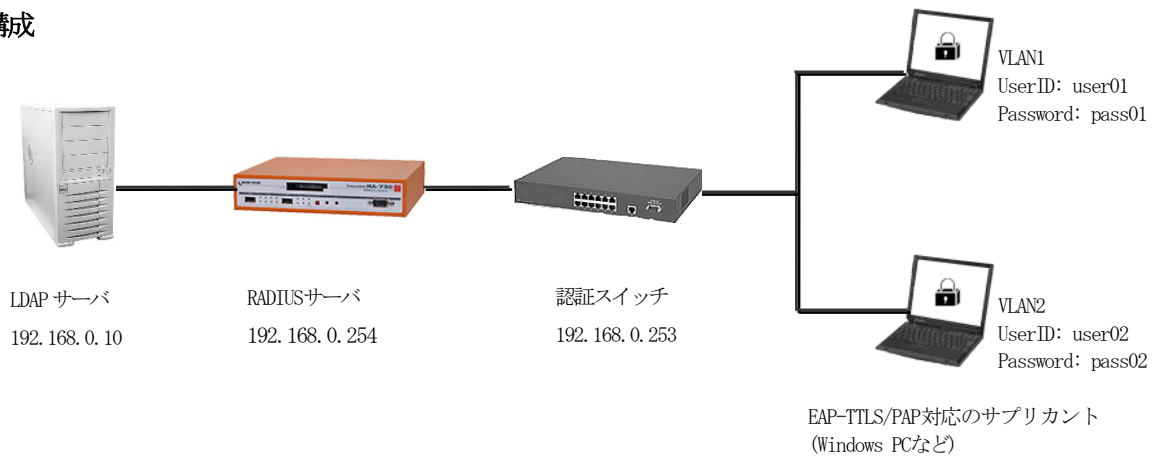 構成
VLAN1
UserID: user01
Password: pass01
RA-730
LDAP サーバ
192.168.0.10
RADIUSサーバ
192.168.0.254
認証スイッチ
192.168.0.253
VLAN2
UserID: user02
Password: pass02
EAP-TTLS/PAP対応のサプリカント
(Windows PCなど)